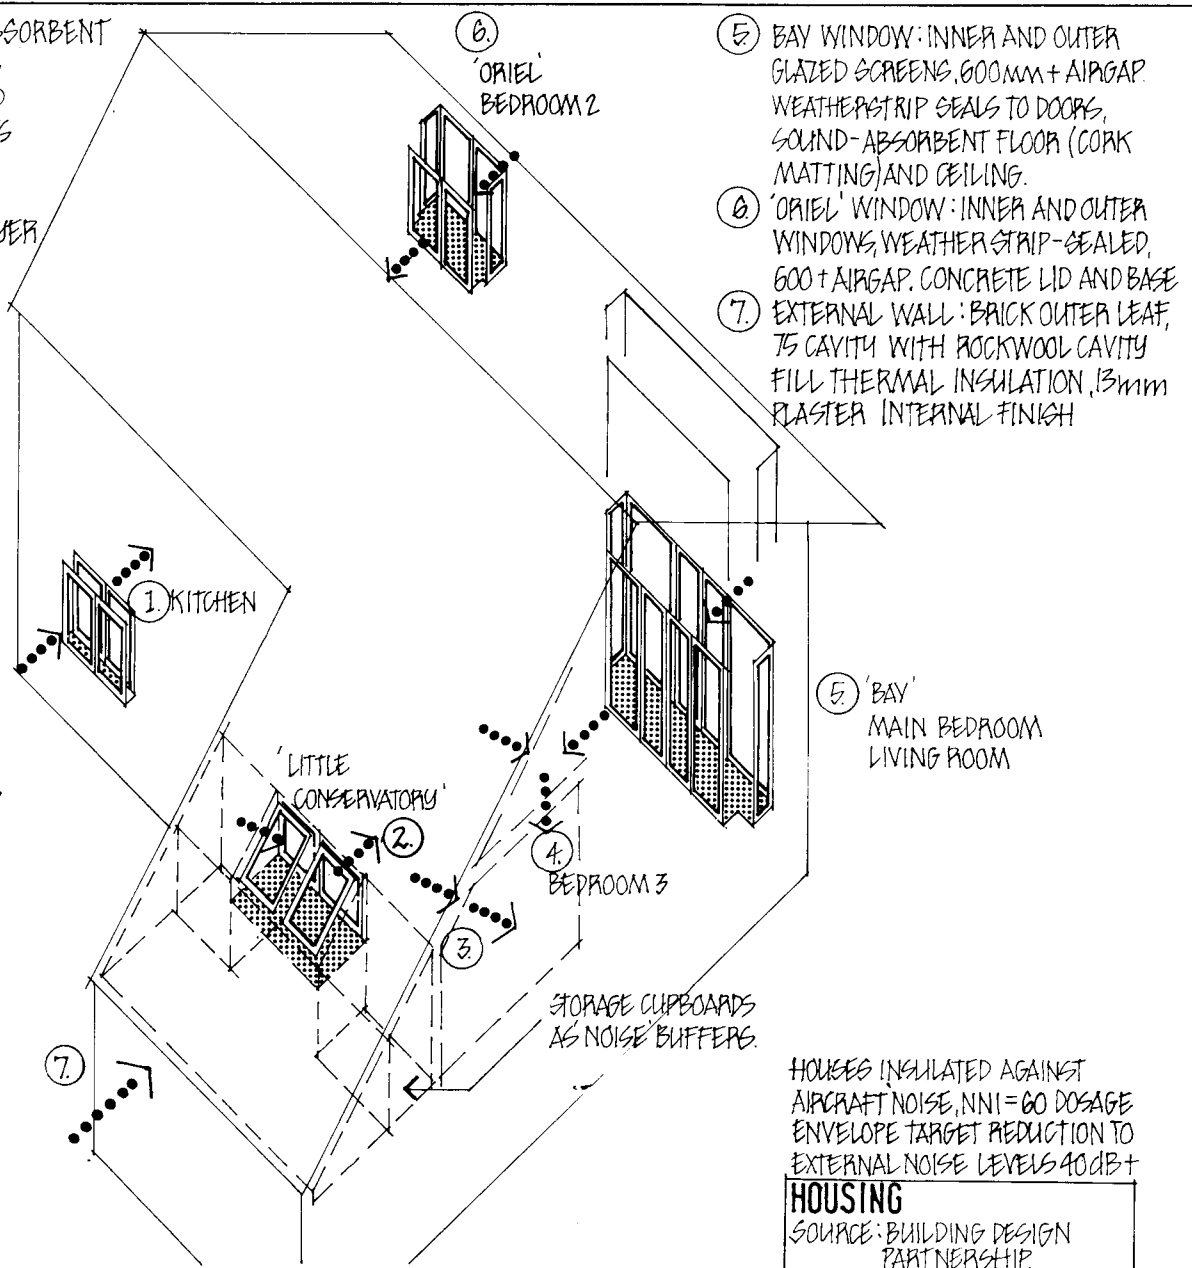 SORBENT
S
YER
6.
'ORIEL'
BEDROOM 2
5. BAY WINDOW: INNER AND OUTER
GLAZED SCREENS, 600MM + AIRGAP.
WEATHERSTRIP SEALS TO DOORS,
SOUND-ABSORBENT FLOOR (CORK
MATTING) AND CEILING.
6. 'ORIEL' WINDOW: INNER AND OUTER
WINDOWS, WEATHER STRIP-SEALED,
600 + AIRGAP. CONCRETE LID AND BASE
7. EXTERNAL WALL: BRICK OUTER LEAF,
75 CAVITY WITH ROCKWOOL CAVITY
FILL THERMAL INSULATION, 13mm
PLASTER INTERNAL FINISH
1. KITCHEN
5. 'BAY'
MAIN BEDROOM
LIVING ROOM
'LITTLE
CONSERVATORY'
2.
4.
BEDROOM 3
3.
STORAGE CUPBOARDS
AS 'NOISE' BUFFERS.
7.
HOUSES INSULATED AGAINST
AIRCRAFT NOISE, NNI = 60 DOSAGE
ENVELOPE TARGET REDUCTION TO
EXTERNAL NOISE LEVELS 40dB +
HOUSING
SOURCE: BUILDING DESIGN
PARTNERSHIP.